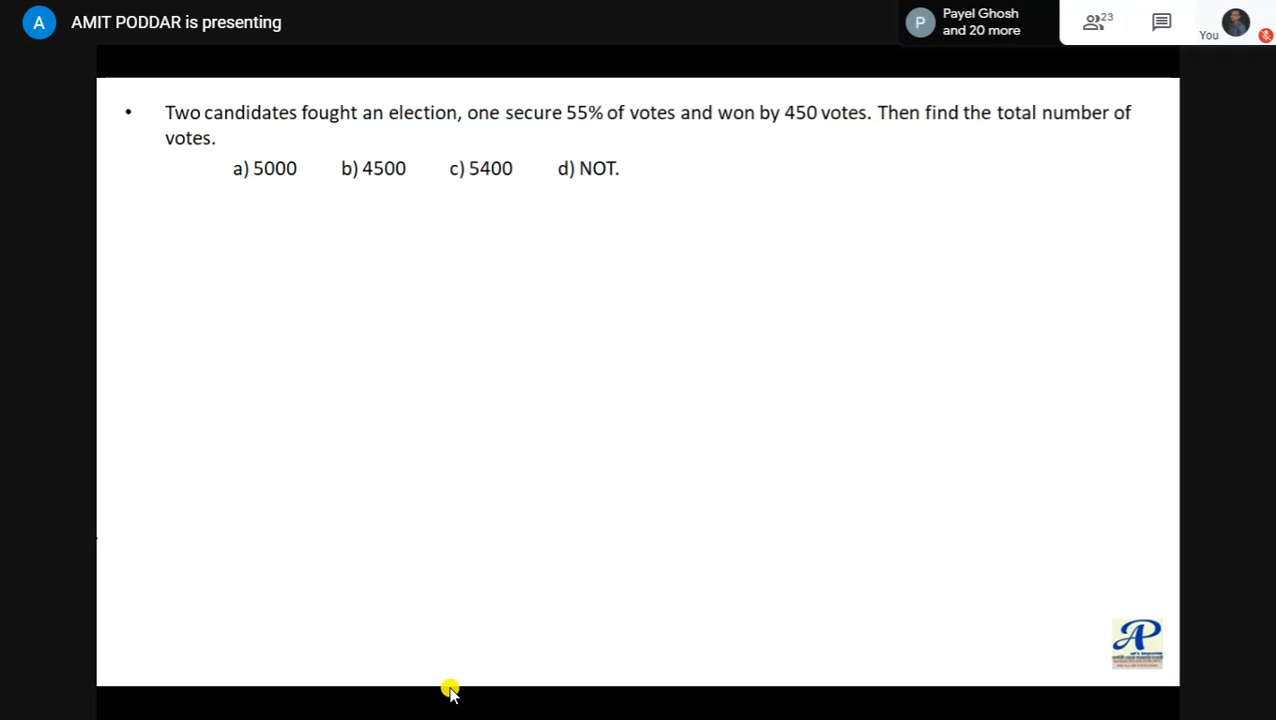 A
AMIT PODDAR is presenting
P
Payel Ghosh
and 20 more
23
You
• Two candidates fought an election, one secure 55% of votes and won by 450 votes. Then find the total number of
votes.
a) 5000 b) 4500 c) 5400 d) NOT.
AP